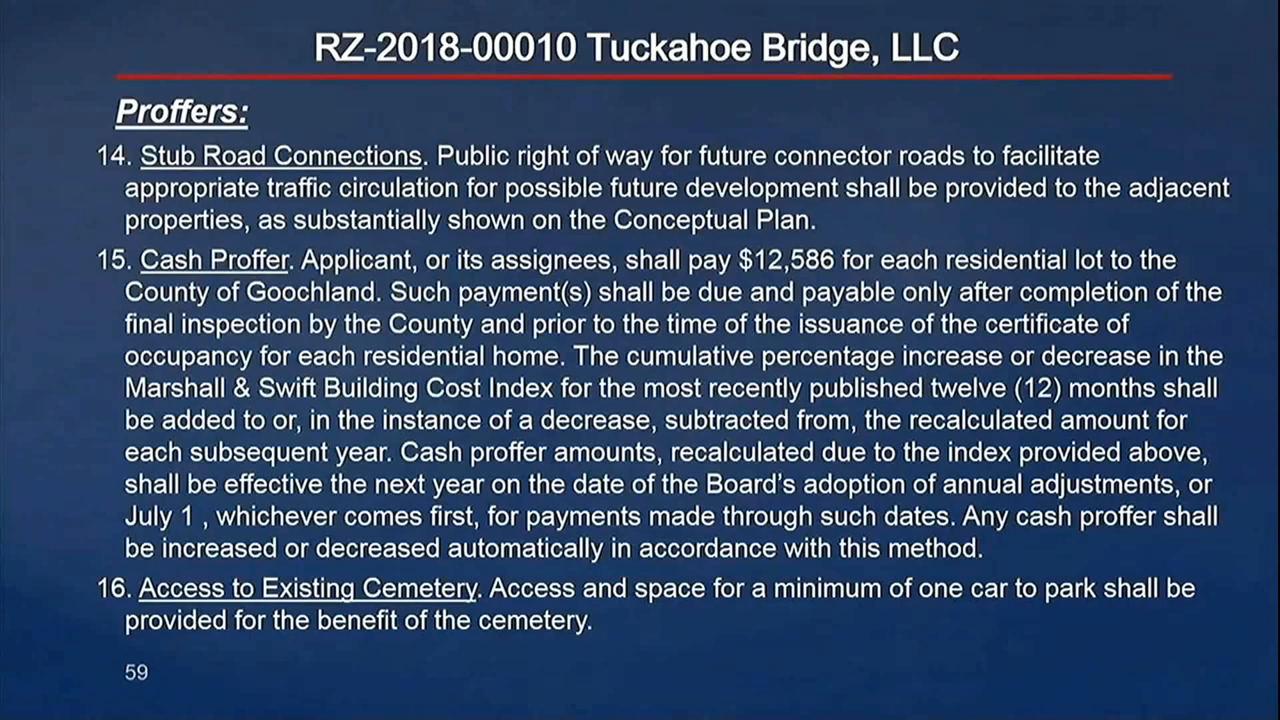 RZ-2018-00010 Tuckahoe Bridge, LLC
Proffers:
14. Stub Road Connections. Public right of way for future connector roads to facilitate
appropriate traffic circulation for possible future development shall be provided to the adjacent
properties, as substantially shown on the Conceptual Plan.
15. Cash Proffer. Applicant, or its assignees, shall pay $12,586 for each residential lot to the
County of Goochland. Such payment(s) shall be due and payable only after completion of the
final inspection by the County and prior to the time of the issuance of the certificate of
occupancy for each residential home. The cumulative percentage increase or decrease in the
Marshall & Swift Building Cost Index for the most recently published twelve (12) months shall
be added to or, in the instance of a decrease, subtracted from, the recalculated amount for
each subsequent year. Cash proffer amounts, recalculated due to the index provided above,
shall be effective the next year on the date of the Board's adoption of annual adjustments, or
July 1 , whichever comes first, for payments made through such dates. Any cash proffer shall
be increased or decreased automatically in accordance with this method.
16. Access to Existing Cemetery. Access and space for a minimum of one car to park shall be
provided for the benefit of the cemetery.
59